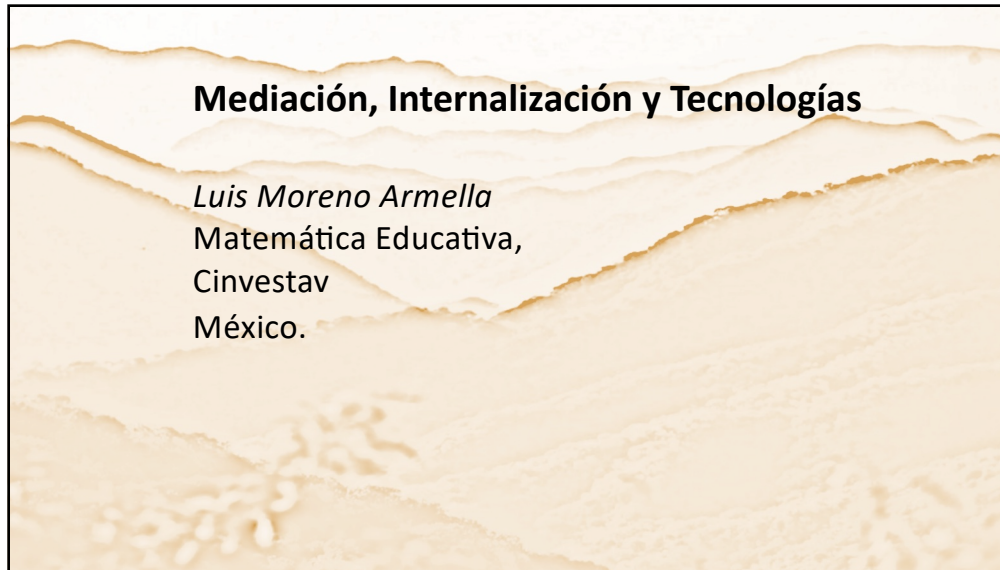 Mediación, Internalización y Tecnologías
Luis Moreno Armella
Matemática Educativa,
Cinvestav
México.